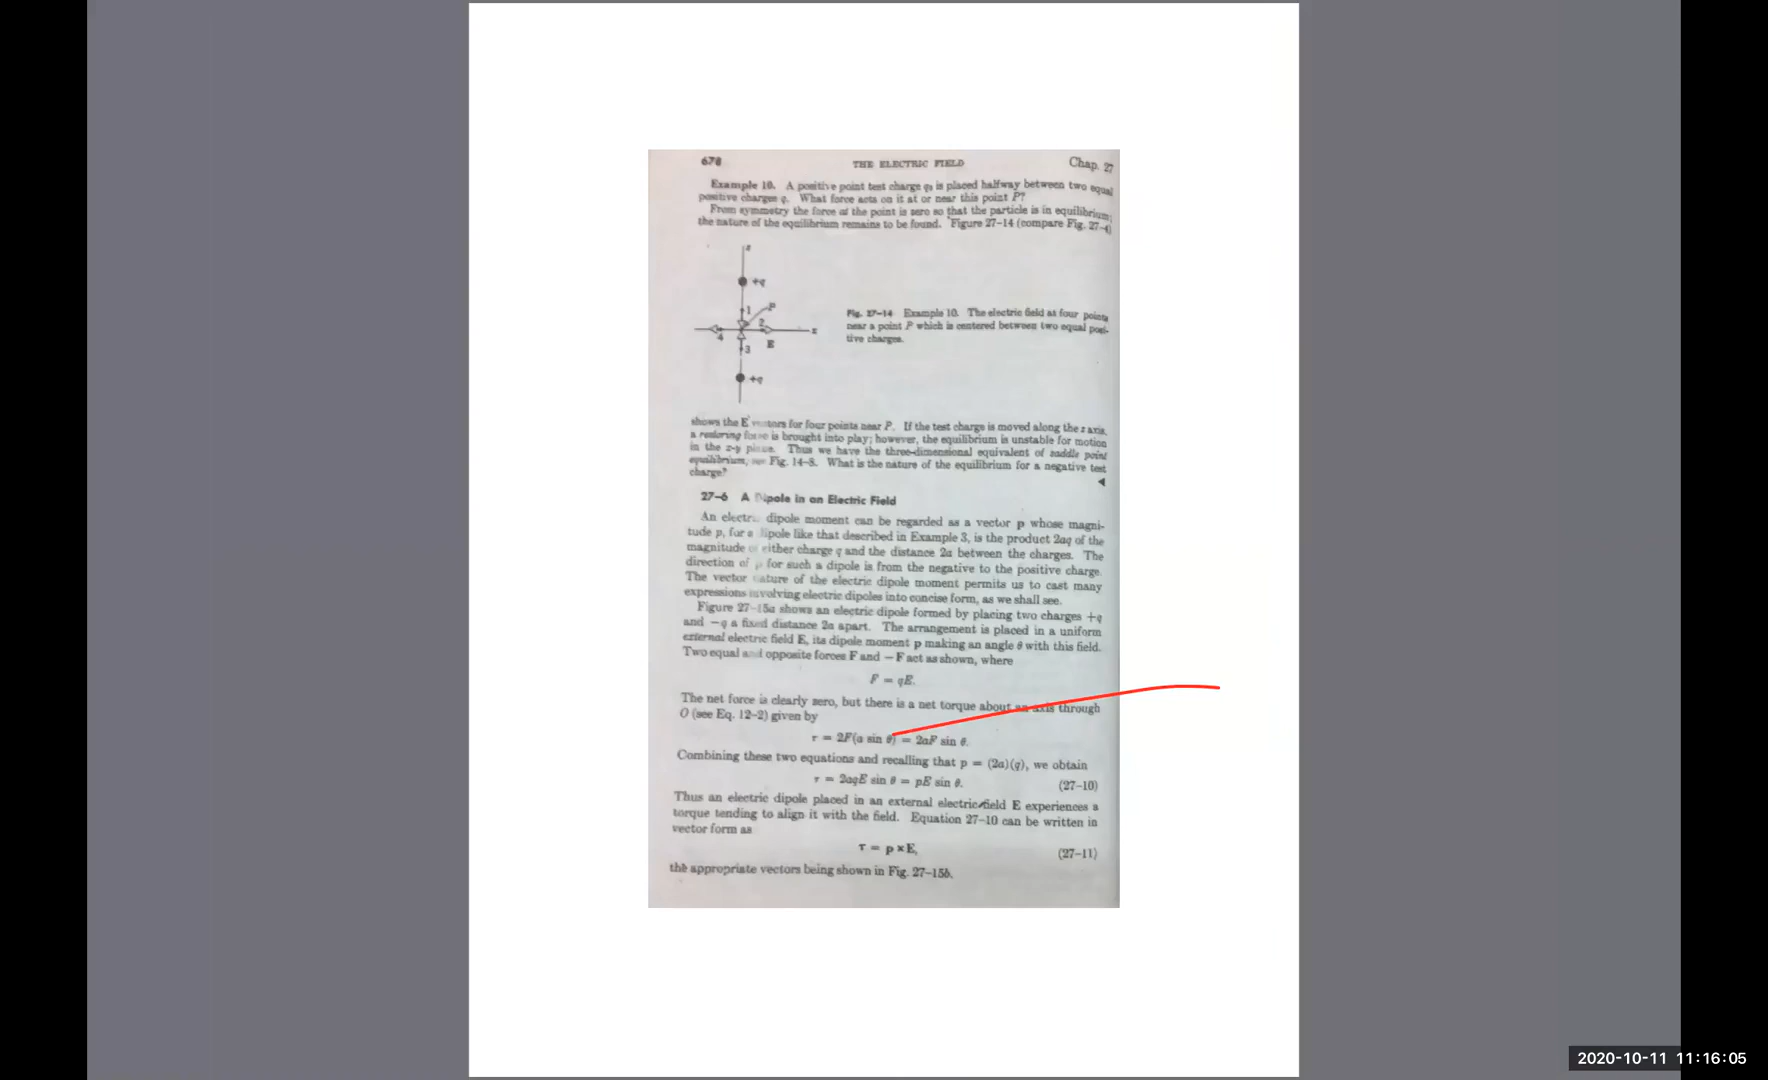 678 THE ELECTRIC FIELD Chap. 27
Example 10. A positive point test charge q₀ is placed halfway between two equal
positive charges q. What force acts on it at or near this point P?
From symmetry the force at the point is zero so that the particle is in equilibrium;
the nature of the equilibrium remains to be found. Figure 27–14 (compare Fig. 27–4)
z
+q
1
P
2
4
3
E
+q
Fig. 27–14 Example 10. The electric field at four points
near a point P which is centered between two equal posi-
tive charges.
shows the E vectors for four points near P. If the test charge is moved along the z axis,
a restoring force is brought into play; however, the equilibrium is unstable for motion
in the x-y plane. Thus we have the three-dimensional equivalent of saddle point
equilibrium, see Fig. 14–8. What is the nature of the equilibrium for a negative test
charge?
◀
27–6 A Dipole in an Electric Field
An electric dipole moment can be regarded as a vector p whose magni-
tude p, for a dipole like that described in Example 3, is the product 2aq of the
magnitude of either charge q and the distance 2a between the charges. The
direction of p for such a dipole is from the negative to the positive charge.
The vector nature of the electric dipole moment permits us to cast many
expressions involving electric dipoles into concise form, as we shall see.
Figure 27–15a shows an electric dipole formed by placing two charges +q
and −q a fixed distance 2a apart. The arrangement is placed in a uniform
external electric field E, its dipole moment p making an angle θ with this field.
Two equal and opposite forces F and −F act as shown, where
F = qE.
The net force is clearly zero, but there is a net torque about an axis through
O (see Eq. 12–2) given by
τ = 2F(a sin θ) = 2aF sin θ.
Combining these two equations and recalling that p = (2a)(q), we obtain
τ = 2aqE sin θ = pE sin θ. (27–10)
Thus an electric dipole placed in an external electric field E experiences a
torque tending to align it with the field. Equation 27–10 can be written in
vector form as
τ = p × E, (27–11)
the appropriate vectors being shown in Fig. 27–15b.
2020-10-11 11:16:05